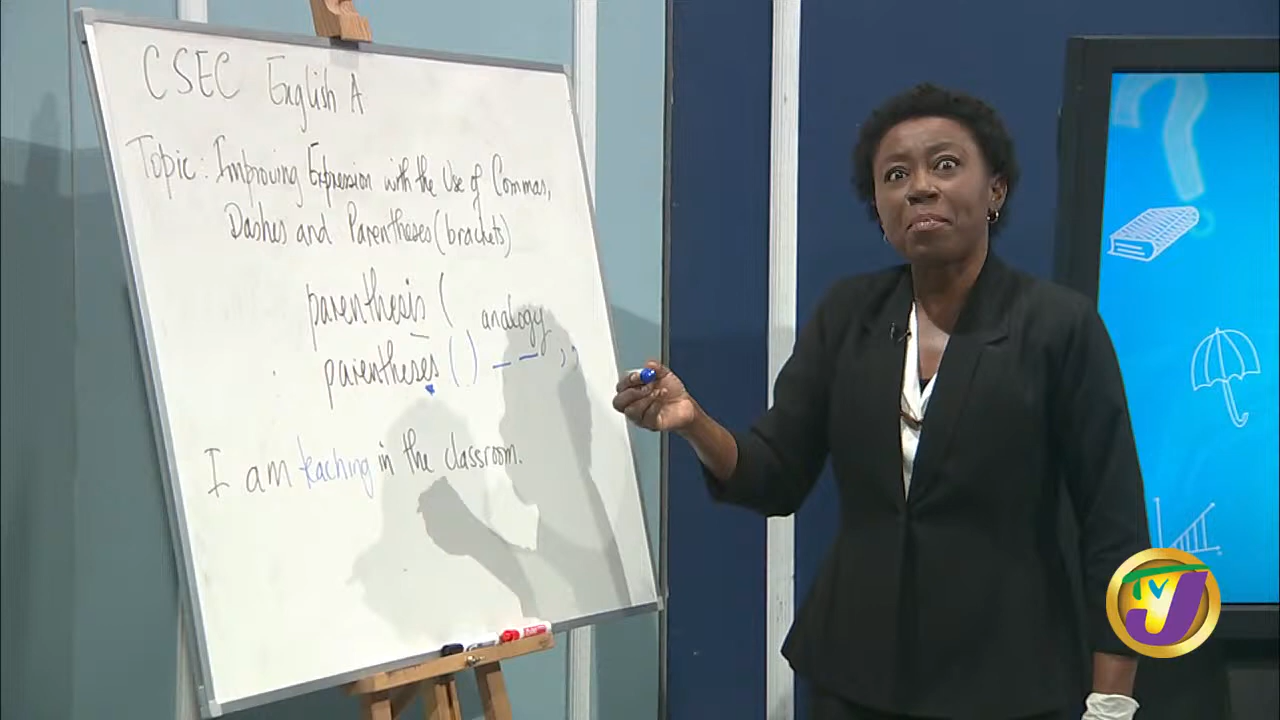 CSEC English A
Topic: Improving Expression with the Use of Commas,
Dashes and Parentheses (brackets)
parenthesis ( analogy
parentheses ( ) _ _ , ,
I am teaching in the classroom.
TVJ